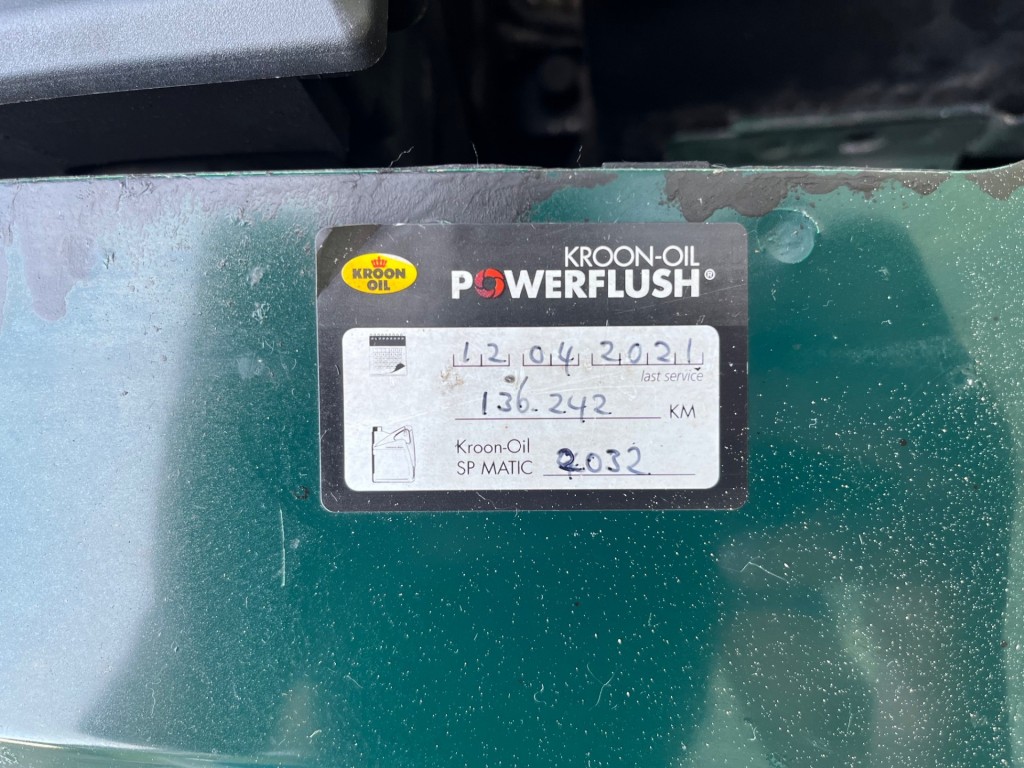 KROON
OIL
KROON-OIL
POWERFLUSH®
12 04 2021
last service
136.242 KM
Kroon-Oil
SP MATIC 2032